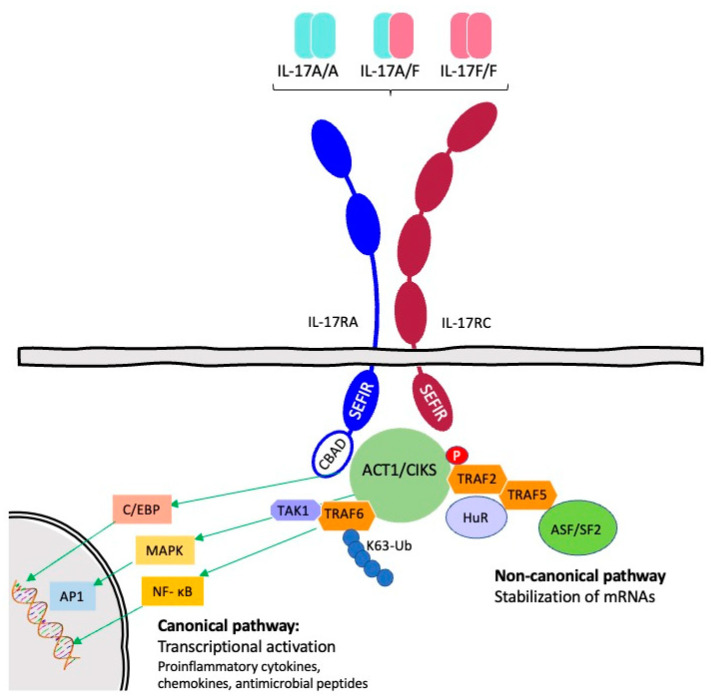 IL-17A/A
IL-17A/F
IL-17F/F
IL-17RA
IL-17RC
SEFIR
SEFIR
CBAD
ACT1/CIKS
P
TRAF2
TRAF5
HuR
ASF/SF2
TAK1
TRAF6
K63-Ub
C/EBP
MAPK
AP1
NF- κB
Non-canonical pathway
Stabilization of mRNAs
Canonical pathway:
Transcriptional activation
Proinflammatory cytokines,
chemokines, antimicrobial peptides